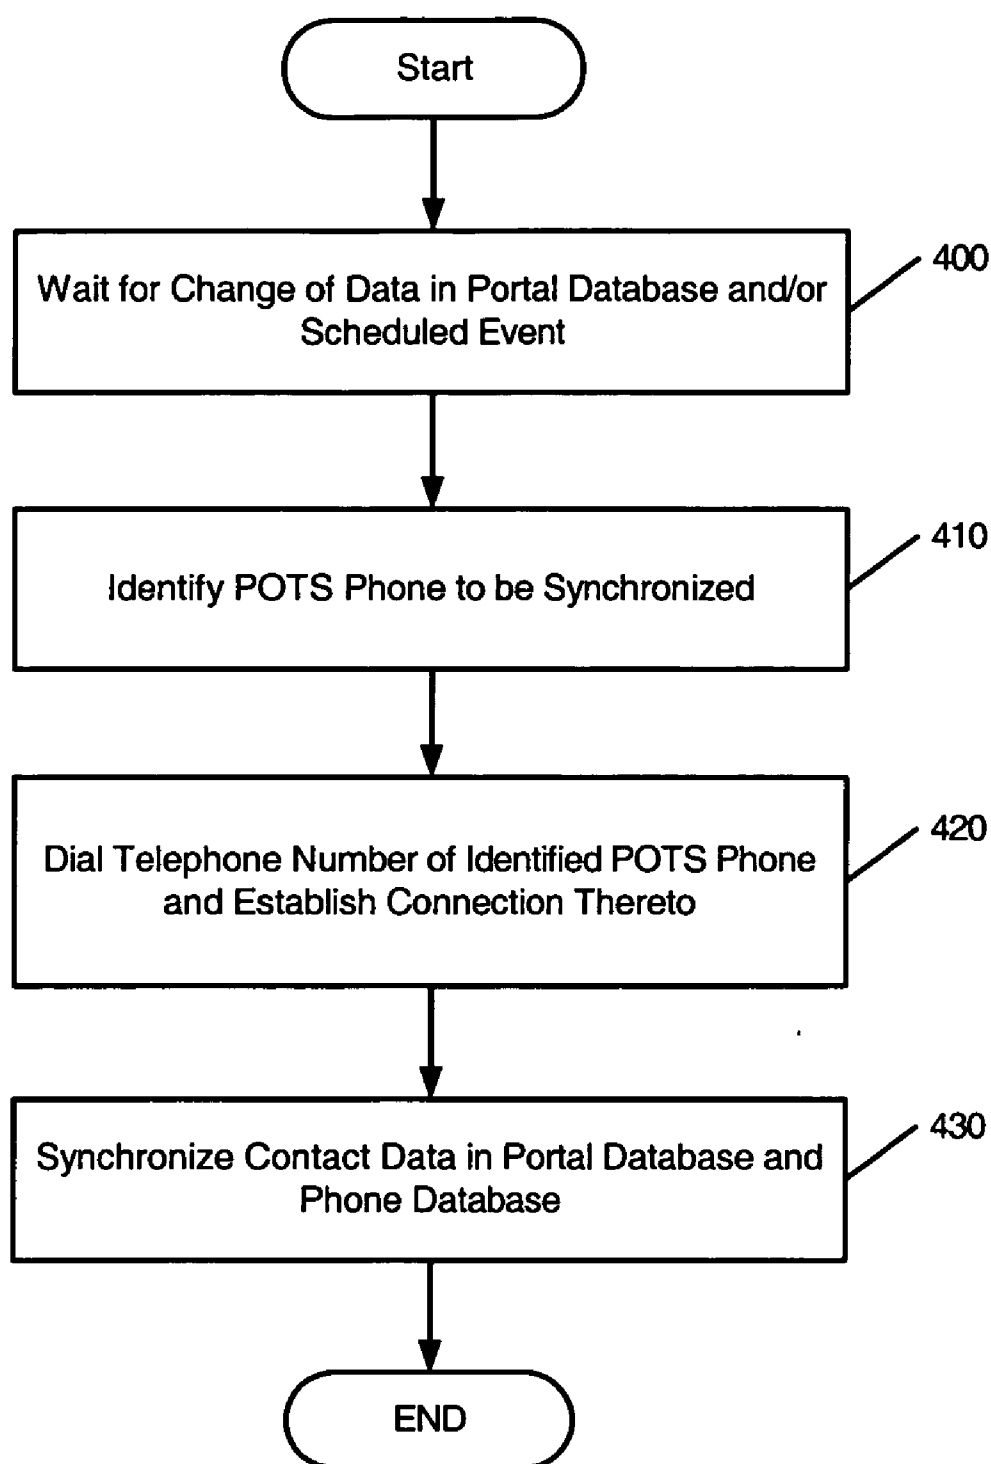 Start
Wait for Change of Data in Portal Database and/or
Scheduled Event
400
Identify POTS Phone to be Synchronized
410
Dial Telephone Number of Identified POTS Phone
and Establish Connection Thereto
420
Synchronize Contact Data in Portal Database and
Phone Database
430
END